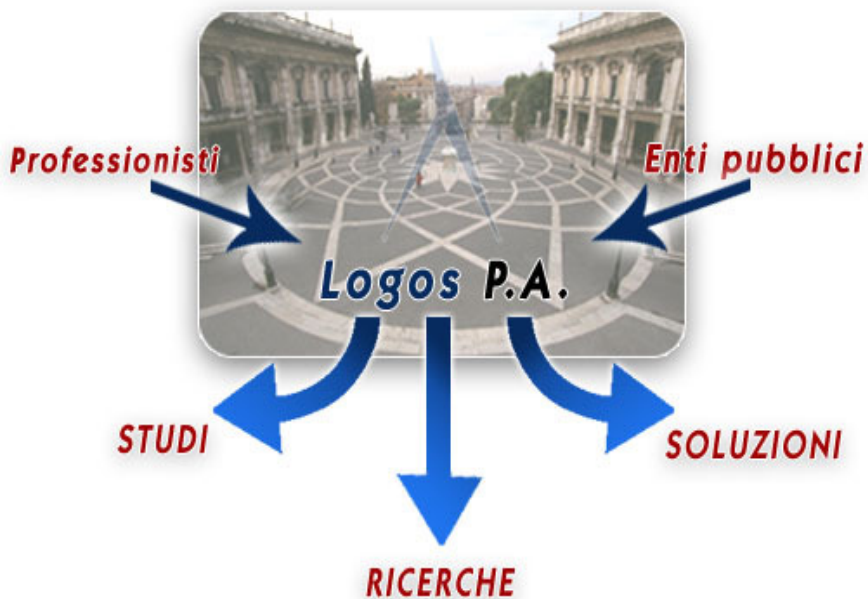 Professionisti
Enti pubblici
Logos P.A.
STUDI
SOLUZIONI
RICERCHE